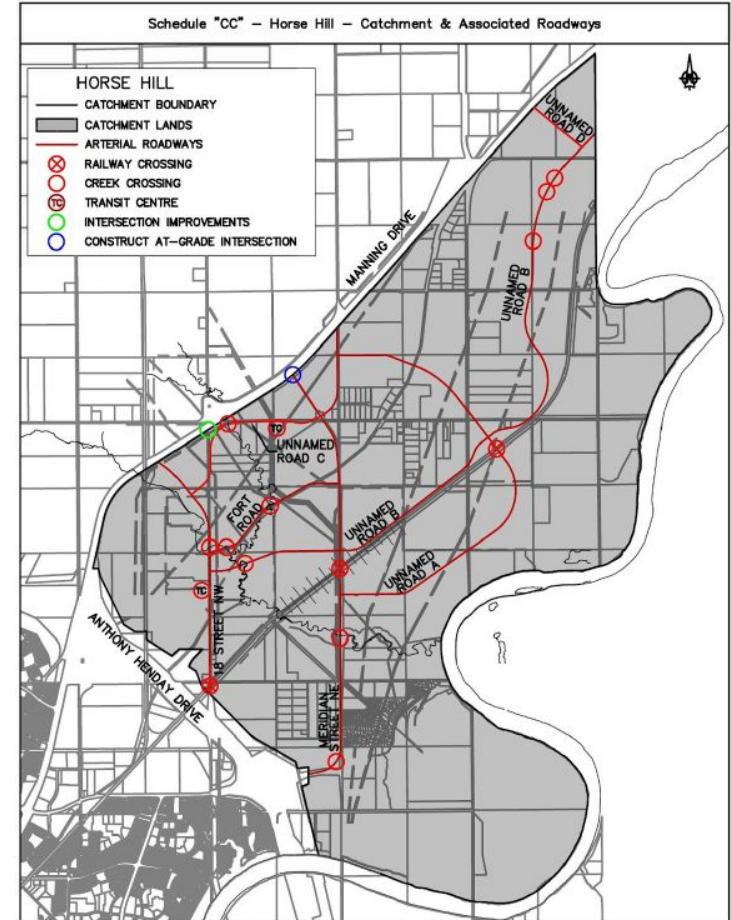 Schedule "CC" – Horse Hill – Catchment & Associated Roadways
HORSE HILL
CATCHMENT BOUNDARY
CATCHMENT LANDS
ARTERIAL ROADWAYS
RAILWAY CROSSING
CREEK CROSSING
TC
TRANSIT CENTRE
INTERSECTION IMPROVEMENTS
CONSTRUCT AT-GRADE INTERSECTION
UNNAMED
ROAD D
MANNING DRIVE
UNNAMED
ROAD B
TC
UNNAMED
ROAD C
FORT
ROAD
UNNAMED
ROAD B
UNNAMED
ROAD A
TC
18 STREET NW
ANTHONY HENDAY DRIVE
MERIDIAN
STREET NE